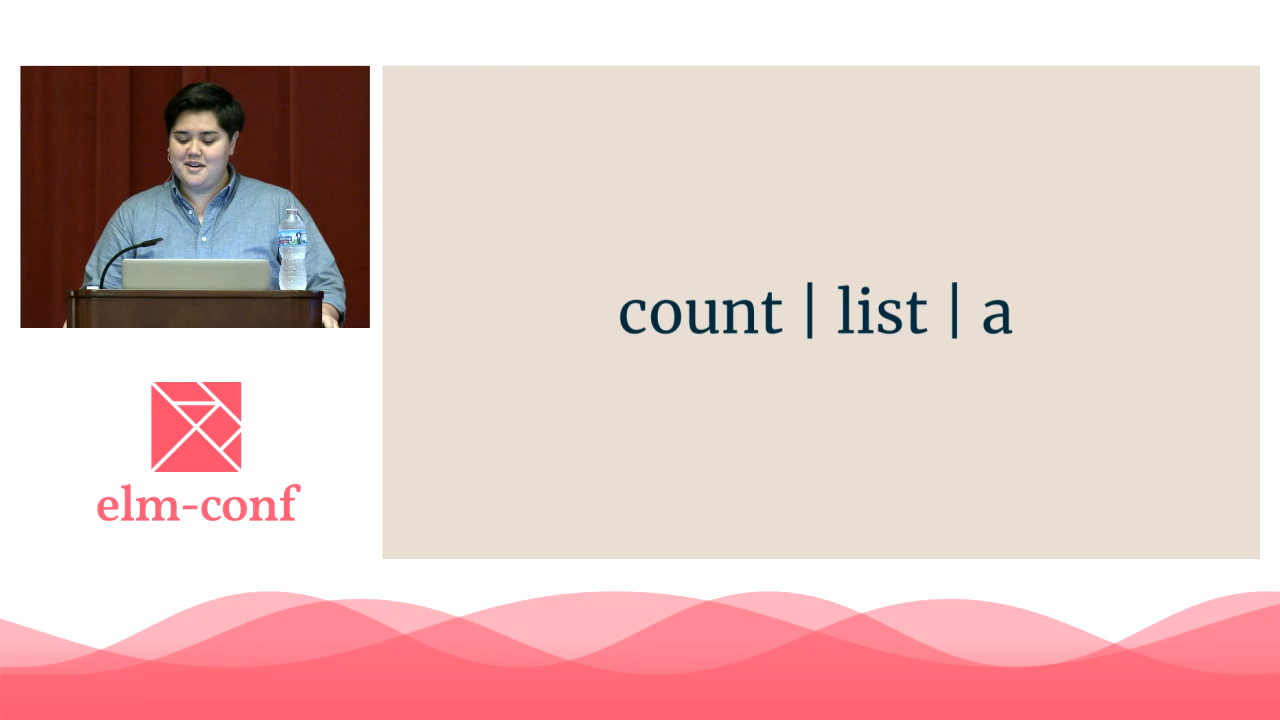 count | list | a
elm-conf